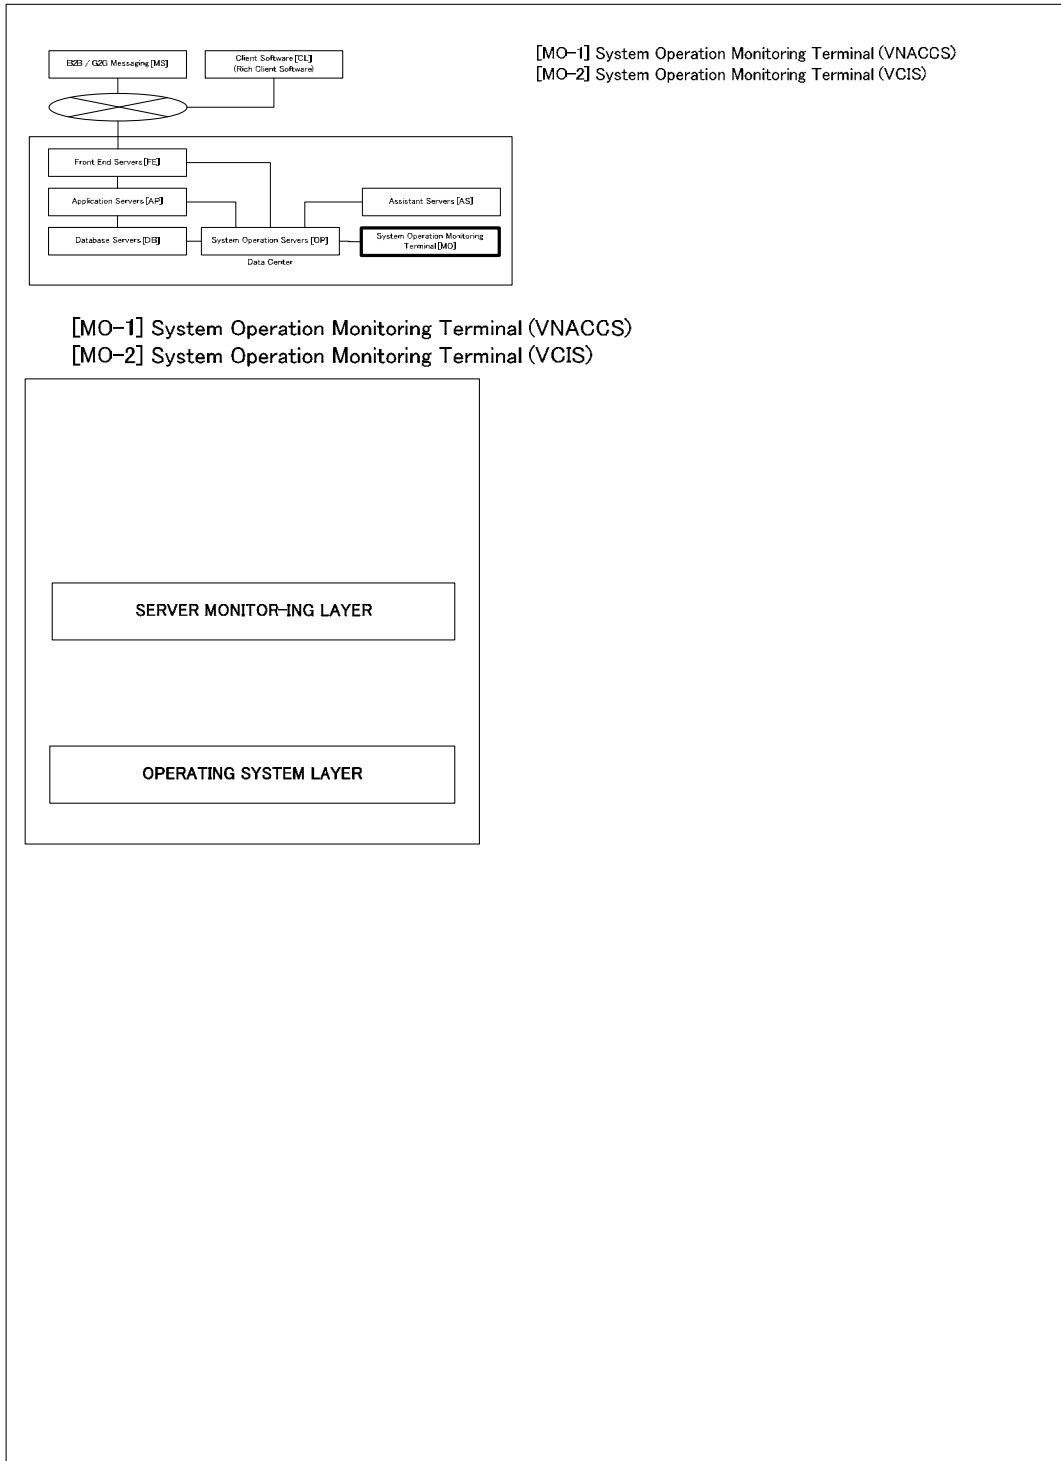 B2B / G2G Messaging [MS]
Client Software [CL]
(Rich Client Software)
[MO-1] System Operation Monitoring Terminal (VNACCS)
[MO-2] System Operation Monitoring Terminal (VCIS)
Front End Servers [FE]
Application Servers [AP]
Assistant Servers [AS]
Database Servers [DB]
System Operation Servers [OP]
System Operation Monitoring
Terminal [MO]
Data Center
[MO-1] System Operation Monitoring Terminal (VNACCS)
[MO-2] System Operation Monitoring Terminal (VCIS)
SERVER MONITOR-ING LAYER
OPERATING SYSTEM LAYER